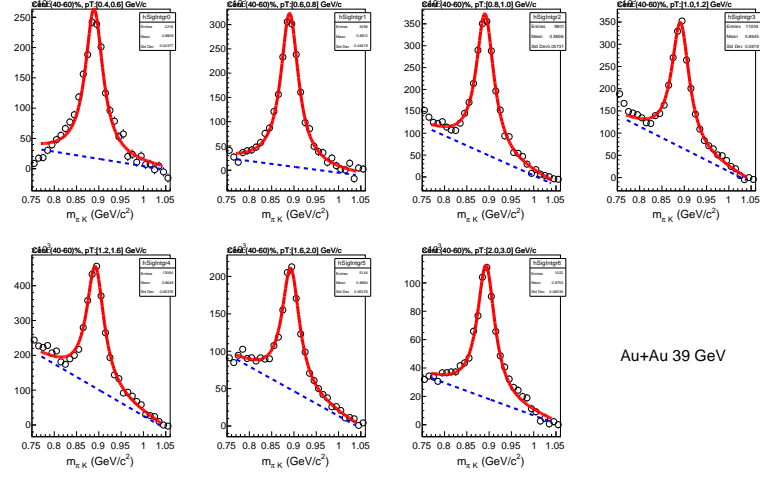 Cent:(40-60)%, pT:[0.4,0.6] GeV/c
hSigIntgr0
Entries
Mean
Std Dev
250
200
150
100
50
0
0.75 0.8 0.85 0.9 0.95 1 1.05
m π K (GeV/c²)
Cent:(40-60)%, pT:[0.6,0.8] GeV/c
hSigIntgr1
Entries
Mean
Std Dev
300
250
200
150
100
50
0
0.75 0.8 0.85 0.9 0.95 1 1.05
m π K (GeV/c²)
Cent:(40-60)%, pT:[0.8,1.0] GeV/c
hSigIntgr2
Entries
Mean
Std Dev
350
300
250
200
150
100
50
0
0.75 0.8 0.85 0.9 0.95 1 1.05
m π K (GeV/c²)
Cent:(40-60)%, pT:[1.0,1.2] GeV/c
hSigIntgr3
Entries
Mean
Std Dev
350
300
250
200
150
100
50
0
0.75 0.8 0.85 0.9 0.95 1 1.05
m π K (GeV/c²)
Cent:(40-60)%, pT:[1.2,1.6] GeV/c
hSigIntgr4
Entries
Mean
Std Dev
400
300
200
100
0
0.75 0.8 0.85 0.9 0.95 1 1.05
m π K (GeV/c²)
Cent:(40-60)%, pT:[1.6,2.0] GeV/c
hSigIntgr5
Entries
Mean
Std Dev
200
150
100
50
0
0.75 0.8 0.85 0.9 0.95 1 1.05
m π K (GeV/c²)
Cent:(40-60)%, pT:[2.0,3.0] GeV/c
hSigIntgr6
Entries
Mean
Std Dev
100
80
60
40
20
0
0.75 0.8 0.85 0.9 0.95 1 1.05
m π K (GeV/c²)
Au+Au 39 GeV